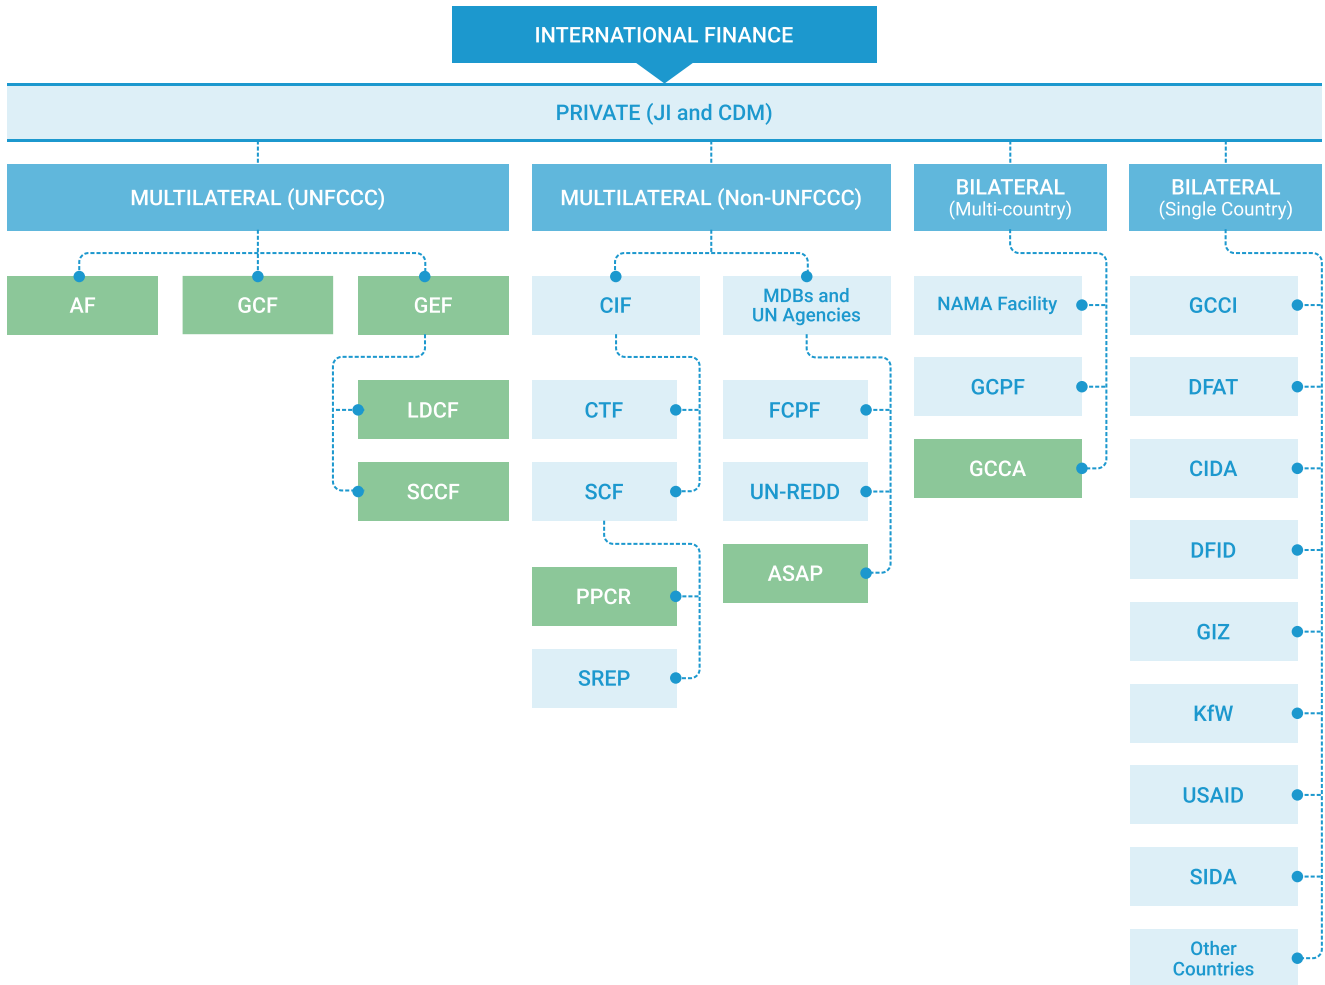 INTERNATIONAL FINANCE
PRIVATE (JI and CDM)
MULTILATERAL (UNFCCC)
AF
GCF
GEF
LDCF
SCCF
MULTILATERAL (Non-UNFCCC)
CIF
CTF
SCF
PPCR
SREP
MDBs and
UN Agencies
FCPF
UN-REDD
ASAP
BILATERAL
(Multi-country)
NAMA Facility
GCPF
GCCA
BILATERAL
(Single Country)
GCCI
DFAT
CIDA
DFID
GIZ
KfW
USAID
SIDA
Other
Countries